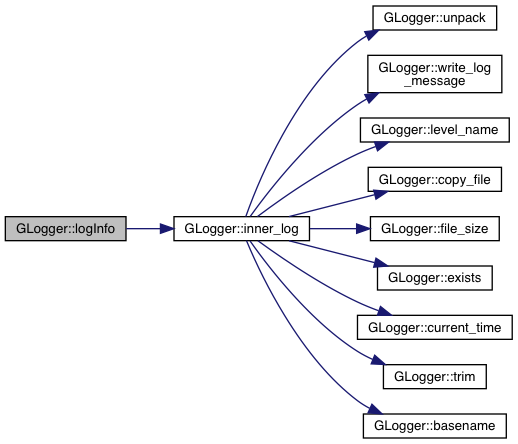 GLogger::unpack
GLogger::write_log
_message
GLogger::level_name
GLogger::copy_file
GLogger::logInfo
GLogger::inner_log
GLogger::file_size
GLogger::exists
GLogger::current_time
GLogger::trim
GLogger::basename